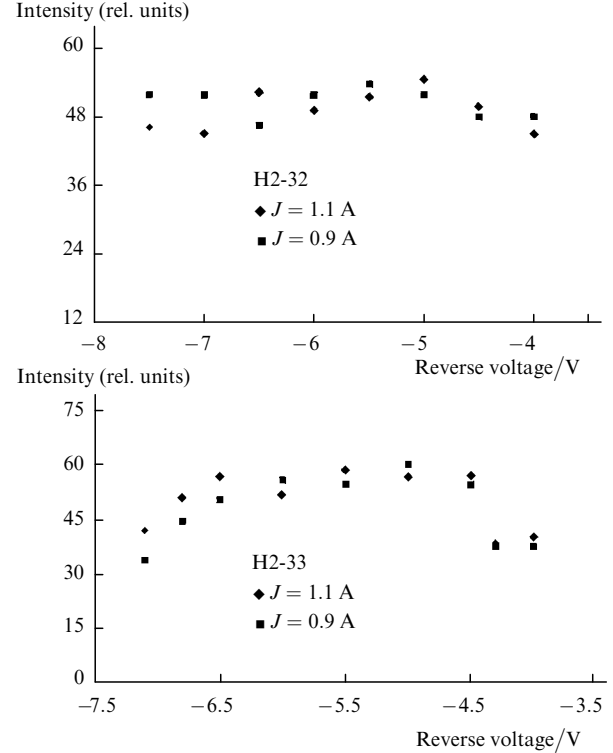 Intensity (rel. units)
60
48
36
24
12
H2-32
J = 1.1 A
J = 0.9 A
−8 −7 −6 −5 −4
Reverse voltage/V
Intensity (rel. units)
75
60
45
30
15
0
H2-33
J = 1.1 A
J = 0.9 A
−7.5 −6.5 −5.5 −4.5 −3.5
Reverse voltage/V